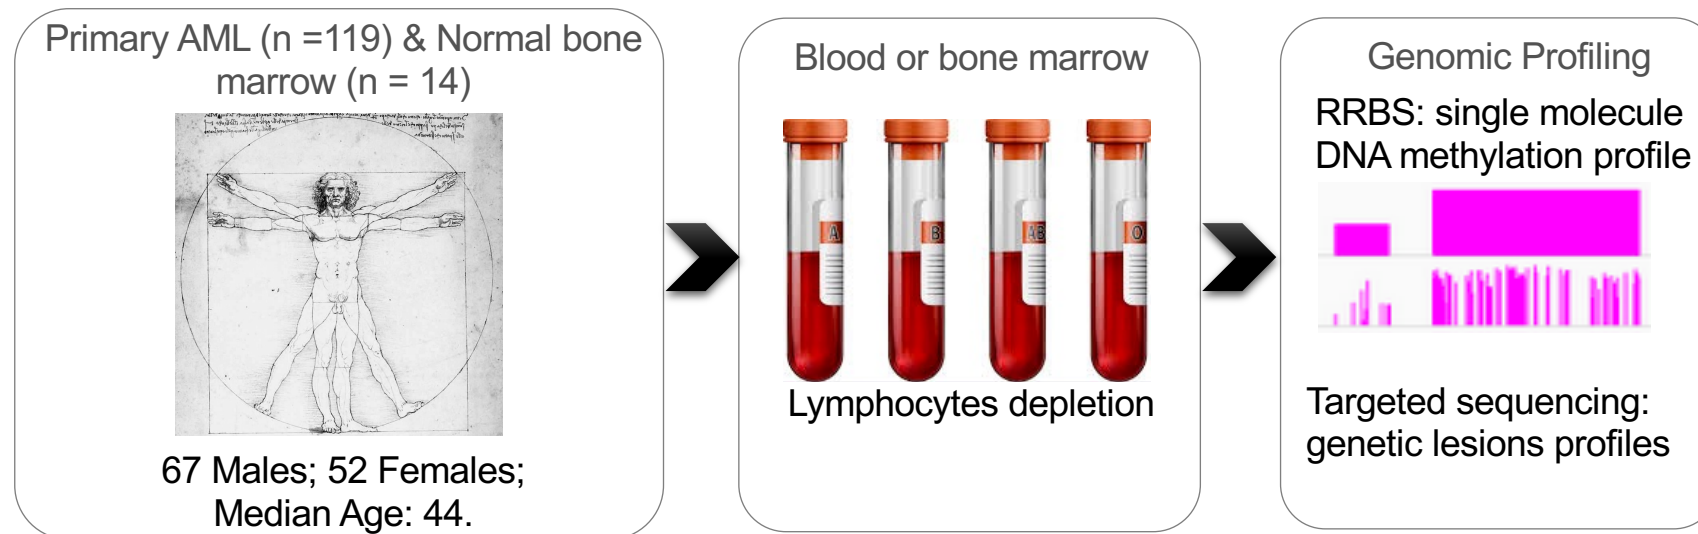 Primary AML (n =119) & Normal bone
marrow (n = 14)
67 Males; 52 Females;
Median Age: 44.
Blood or bone marrow
A
B
AB
O
Lymphocytes depletion
Genomic Profiling
RRBS: single molecule
DNA methylation profile
Targeted sequencing:
genetic lesions profiles